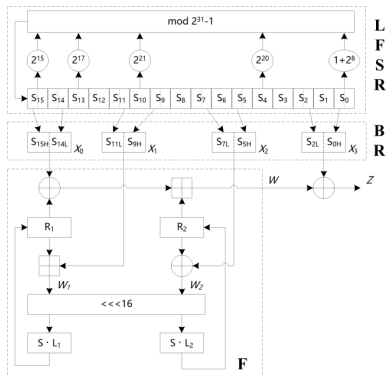 mod 2³¹-1
L F S R
2¹⁵ 2¹⁷ 2²¹ 2²⁰ 1+2⁸
S₁₅ S₁₄ S₁₃ S₁₂ S₁₁ S₁₀ S₉ S₈ S₇ S₆ S₅ S₄ S₃ S₂ S₁ S₀
S₁₅H S₁₄L X₀ S₁₁L S₉H X₁ S₇L S₅H X₂ S₂L S₀H X₃
B R
W Z
R₁ R₂
W₁ W₂
<<<16
S · L₁ S · L₂
F